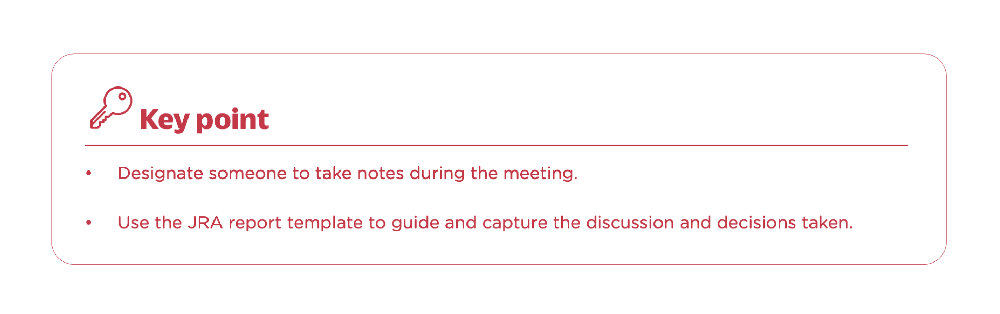 Key point
• Designate someone to take notes during the meeting.
• Use the JRA report template to guide and capture the discussion and decisions taken.